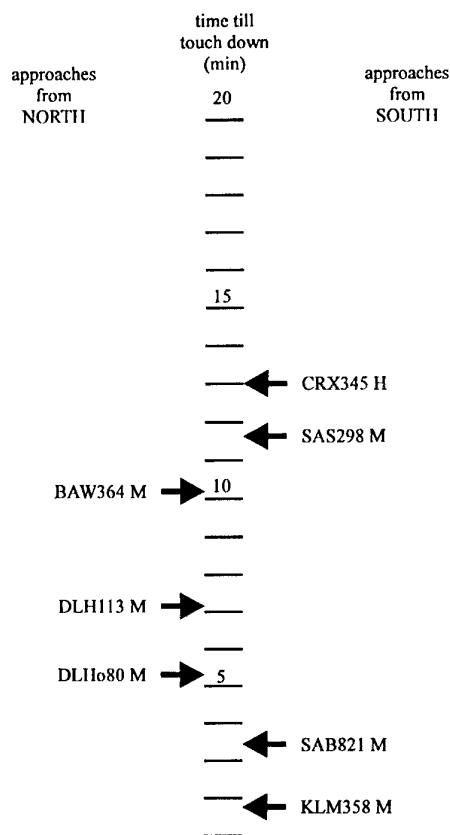 time till
touch down
(min)
approaches
from
NORTH
approaches
from
SOUTH
20
15
CRX345 H
SAS298 M
BAW364 M
10
DLH113 M
DLHo80 M
5
SAB821 M
KLM358 M